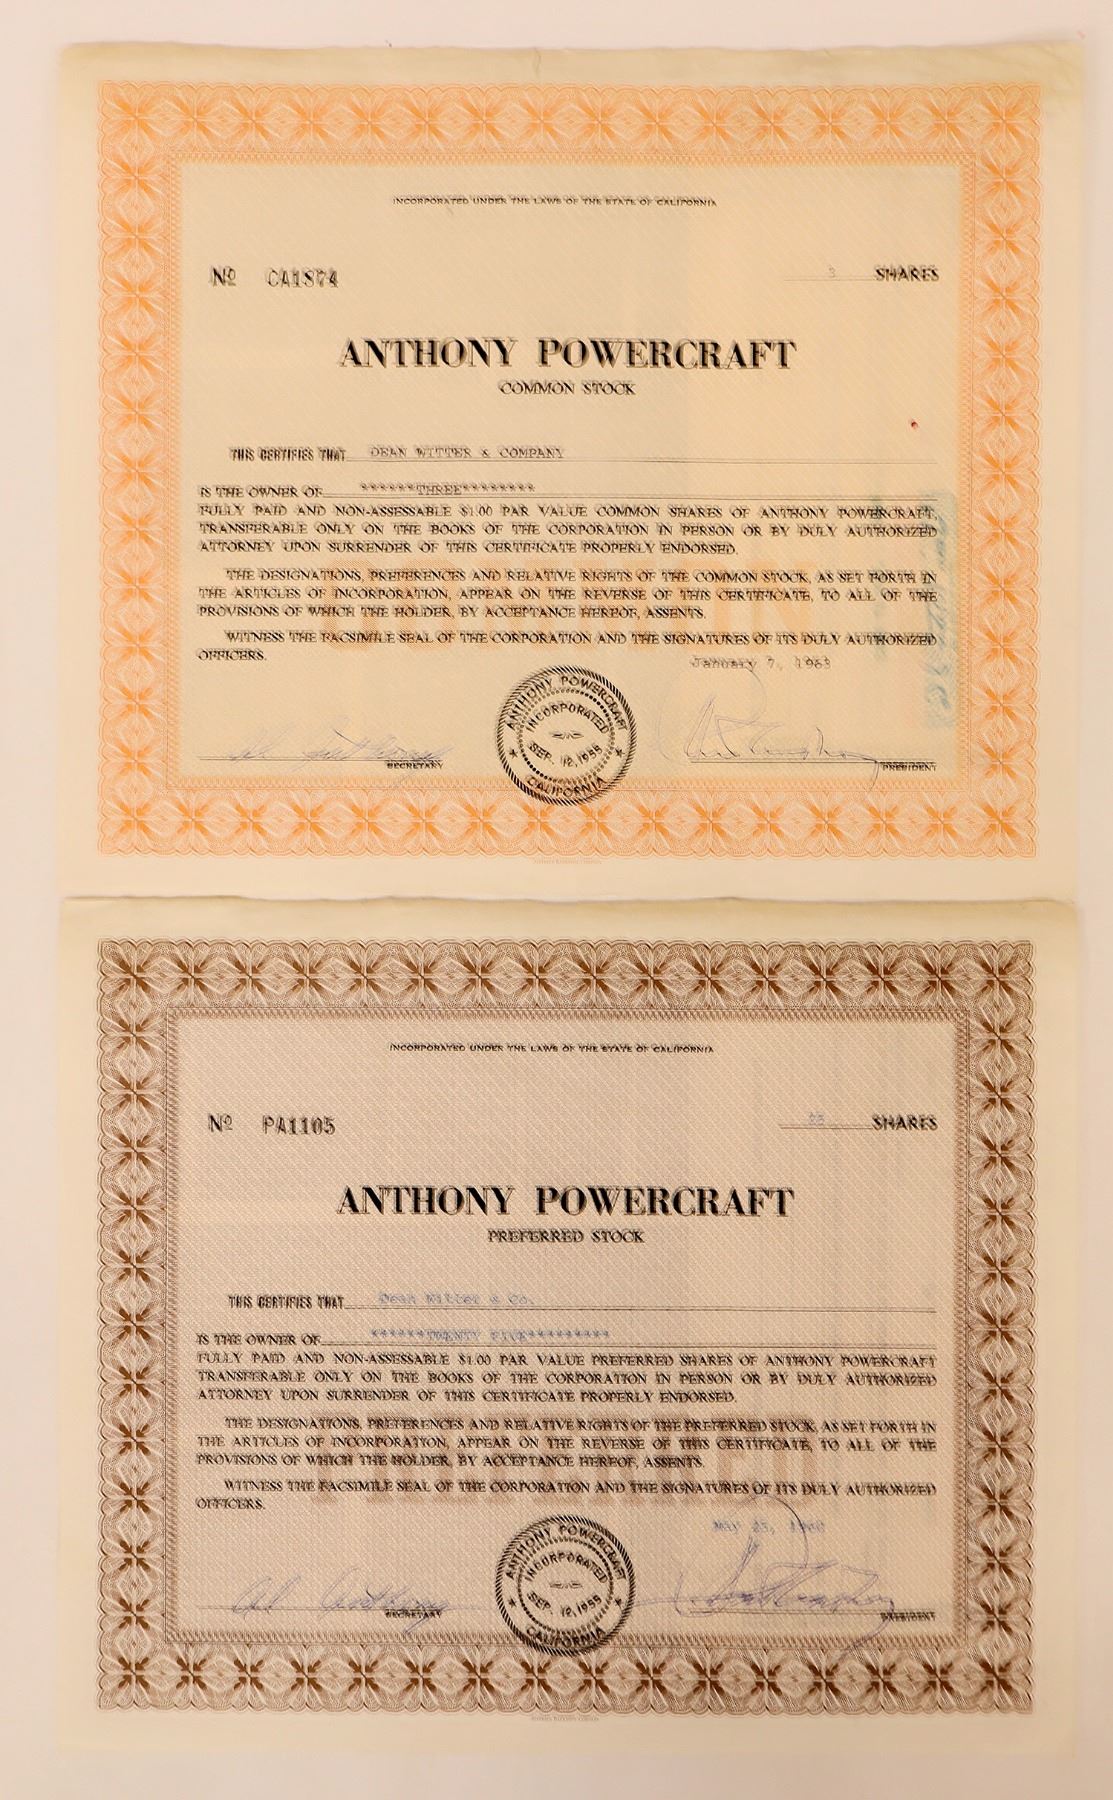 INCORPORATED UNDER THE LAWS OF THE STATE OF CALIFORNIA
Nº CA1874
3 SHARES
ANTHONY POWERCRAFT
COMMON STOCK
THIS CERTIFIES THAT DEAN WITTER & COMPANY
IS THE OWNER OF ******THREE********
FULLY PAID AND NON-ASSESSABLE $1.00 PAR VALUE COMMON SHARES OF ANTHONY POWERCRAFT,
TRANSFERABLE ONLY ON THE BOOKS OF THE CORPORATION IN PERSON OR BY DULY AUTHORIZED
ATTORNEY UPON SURRENDER OF THIS CERTIFICATE PROPERLY ENDORSED.
THE DESIGNATIONS, PREFERENCES AND RELATIVE RIGHTS OF THE COMMON STOCK, AS SET FORTH IN
THE ARTICLES OF INCORPORATION, APPEAR ON THE REVERSE OF THIS CERTIFICATE, TO ALL OF THE
PROVISIONS OF WHICH THE HOLDER, BY ACCEPTANCE HEREOF, ASSENTS.
WITNESS THE FACSIMILE SEAL OF THE CORPORATION AND THE SIGNATURES OF ITS DULY AUTHORIZED
OFFICERS.
January 7, 1963
ANTHONY POWERCRAFT
INCORPORATED
SEP. 12, 1955
CALIFORNIA
SECRETARY
PRESIDENT
INCORPORATED UNDER THE LAWS OF THE STATE OF CALIFORNIA
Nº PA1105
25 SHARES
ANTHONY POWERCRAFT
PREFERRED STOCK
THIS CERTIFIES THAT Dean Witter & Co.
IS THE OWNER OF ******TWENTY FIVE*********
FULLY PAID AND NON-ASSESSABLE $1.00 PAR VALUE PREFERRED SHARES OF ANTHONY POWERCRAFT
TRANSFERABLE ONLY ON THE BOOKS OF THE CORPORATION IN PERSON OR BY DULY AUTHORIZED
ATTORNEY UPON SURRENDER OF THIS CERTIFICATE PROPERLY ENDORSED.
THE DESIGNATIONS, PREFERENCES AND RELATIVE RIGHTS OF THE PREFERRED STOCK, AS SET FORTH IN
THE ARTICLES OF INCORPORATION, APPEAR ON THE REVERSE OF THIS CERTIFICATE, TO ALL OF THE
PROVISIONS OF WHICH THE HOLDER, BY ACCEPTANCE HEREOF, ASSENTS.
WITNESS THE FACSIMILE SEAL OF THE CORPORATION AND THE SIGNATURES OF ITS DULY AUTHORIZED
OFFICERS.
May
ANTHONY POWERCRAFT
INCORPORATED
SEP. 12, 1955
CALIFORNIA
Anthony
SECRETARY
PRESIDENT